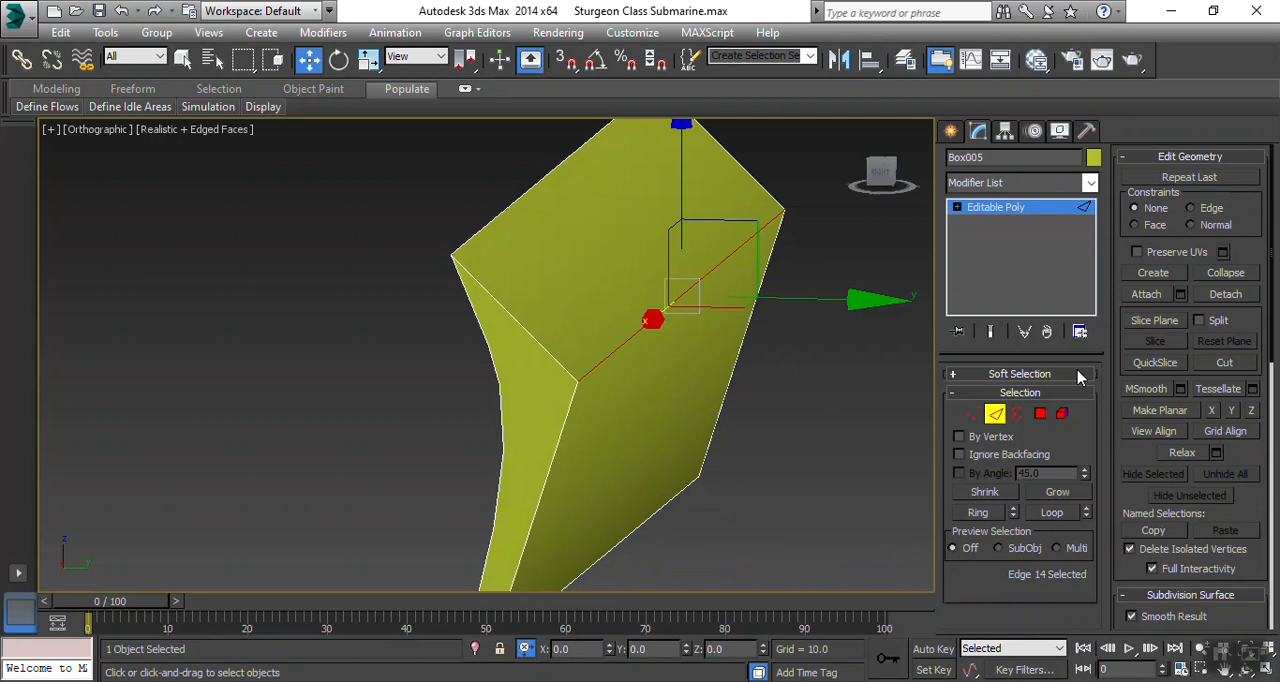 Workspace: Default
Autodesk 3ds Max 2014 x64 Sturgeon Class Submarine.max
Type a keyword or phrase
Edit Tools Group Views Create Modifiers Animation Graph Editors Rendering Customize MAXScript Help
All View Create Selection Se
Modeling Freeform Selection Object Paint Populate
Define Flows Define Idle Areas Simulation Display
[+] [Orthographic] [Realistic + Edged Faces]
RIGHT
x
y
z
y
Box005
Modifier List
Editable Poly
Soft Selection
Selection
By Vertex
Ignore Backfacing
By Angle: 45.0
Shrink Grow
Ring Loop
Preview Selection
Off SubObj Multi
Edge 14 Selected
Edit Geometry
Repeat Last
Constraints
None Edge
Face Normal
Preserve UVs
Create Collapse
Attach Detach
Slice Plane Split
Slice Reset Plane
QuickSlice Cut
MSmooth Tessellate
Make Planar X Y Z
View Align Grid Align
Relax
Hide Selected Unhide All
Hide Unselected
Named Selections:
Copy Paste
Delete Isolated Vertices
Full Interactivity
Subdivision Surface
Smooth Result
0 / 100
0 10 20 30 40 50 60 70 80 90 100
1 Object Selected X: 0.0 Y: 0.0 Z: 0.0 Grid = 10.0 Auto Key Selected
Welcome to M Click or click-and-drag to select objects Add Time Tag Set Key Key Filters... 0